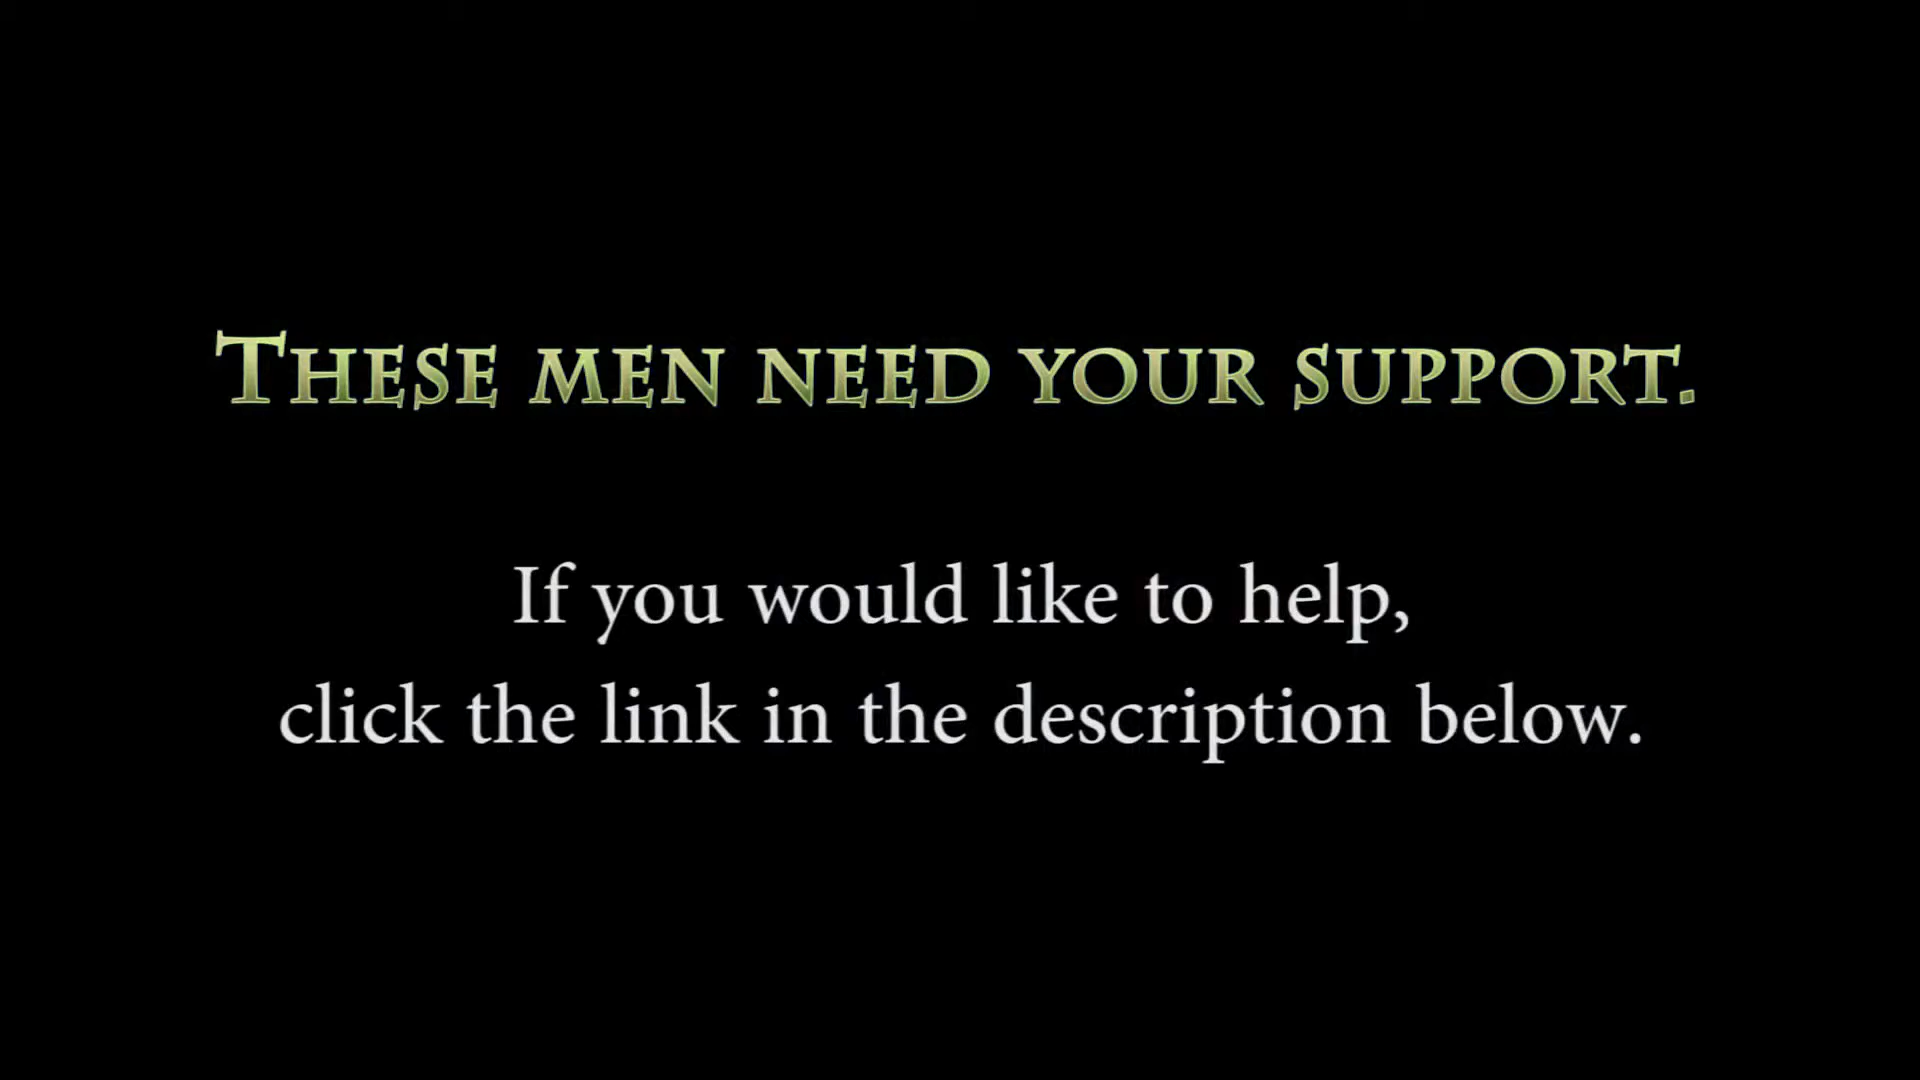 These men need your support.
If you would like to help,
click the link in the description below.